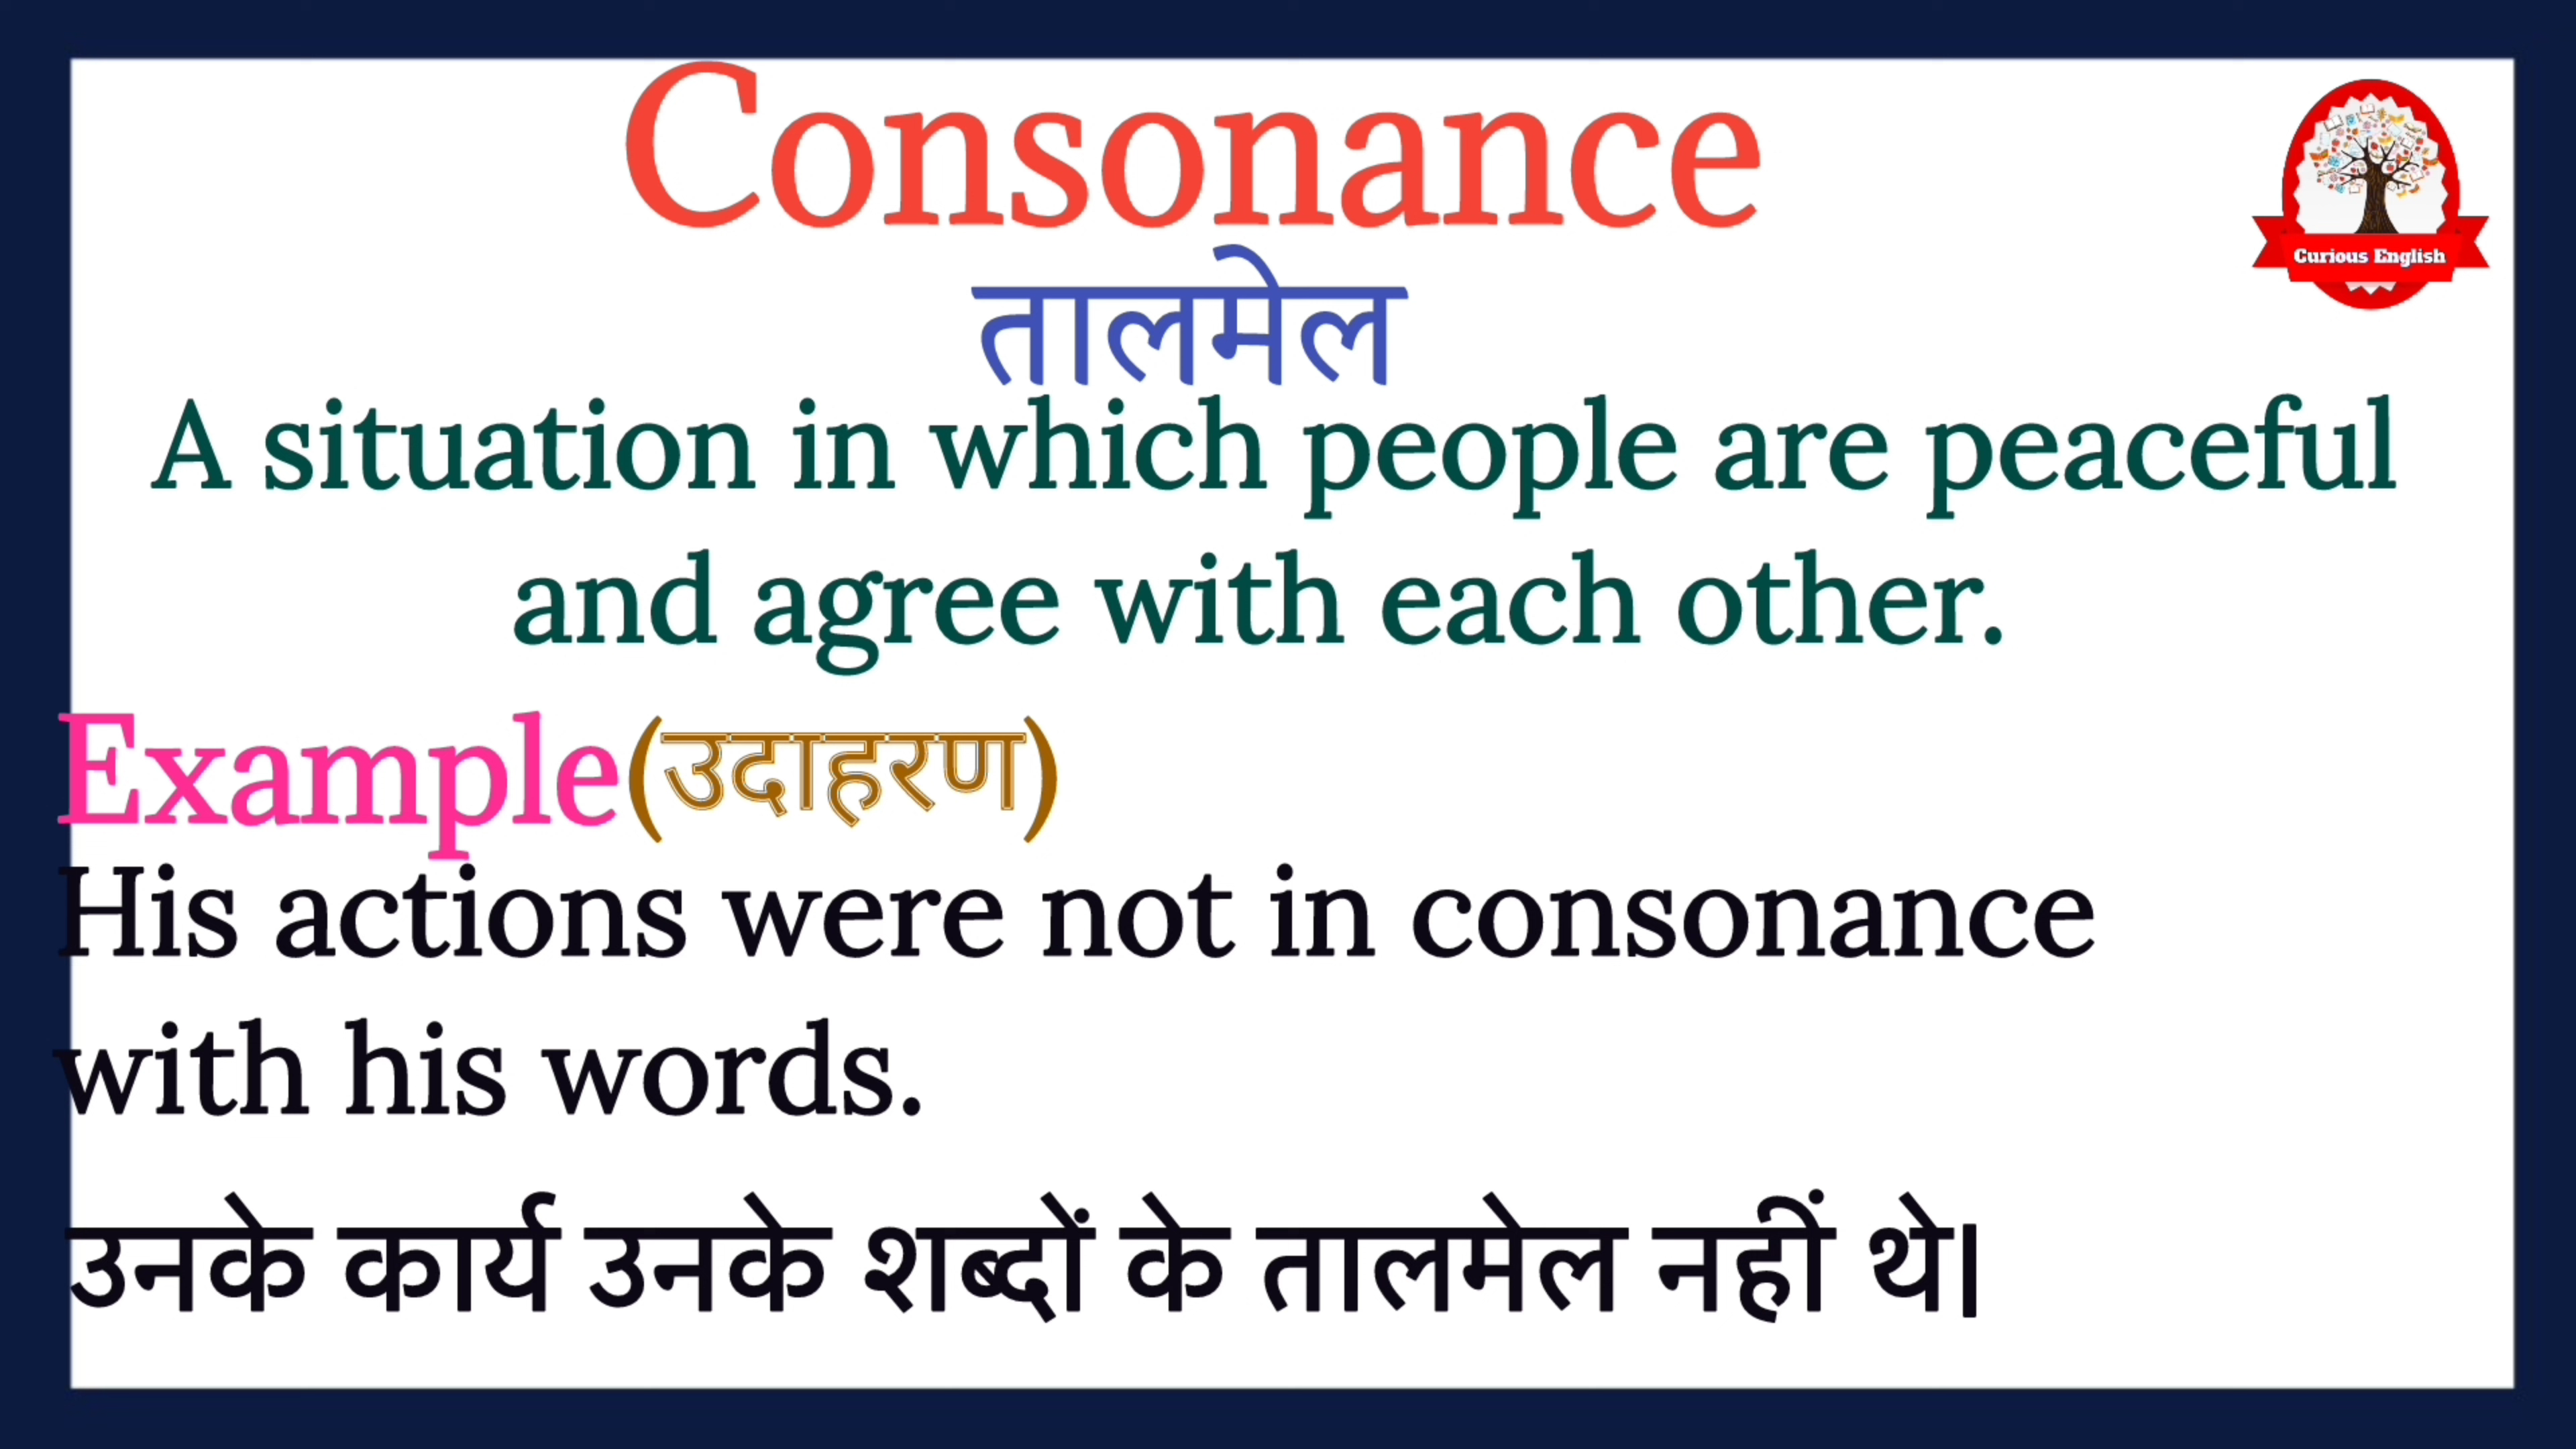 Consonance
Curious English
तालमेल
A situation in which people are peaceful
and agree with each other.
Example(उदाहरण)
His actions were not in consonance
with his words.
उनके कार्य उनके शब्दों के तालमेल नहीं थे।